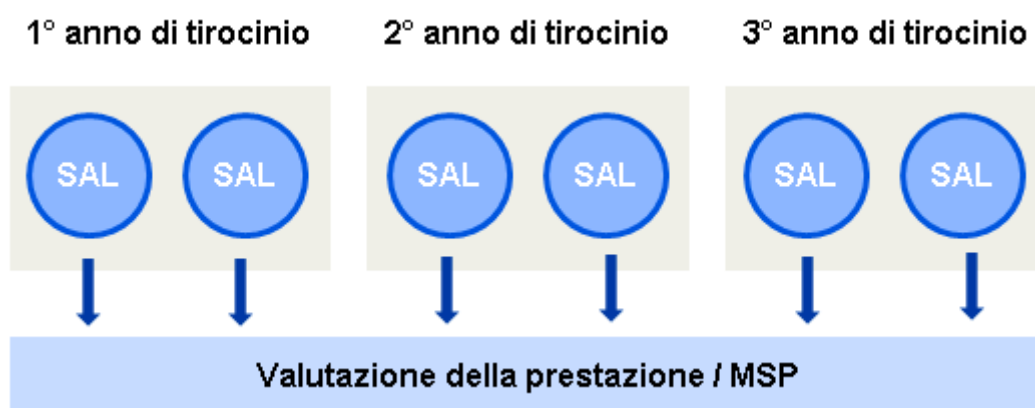 1° anno di tirocinio 2° anno di tirocinio 3° anno di tirocinio
SAL SAL SAL SAL SAL SAL
Valutazione della prestazione / MSP